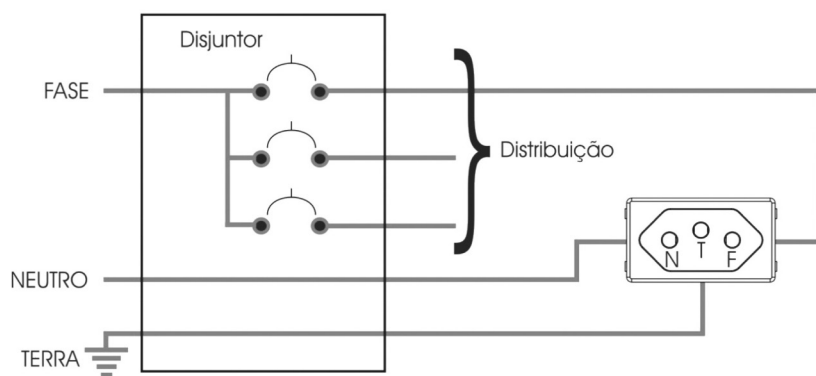 Disjuntor
FASE
Distribuição
N T F
NEUTRO
TERRA